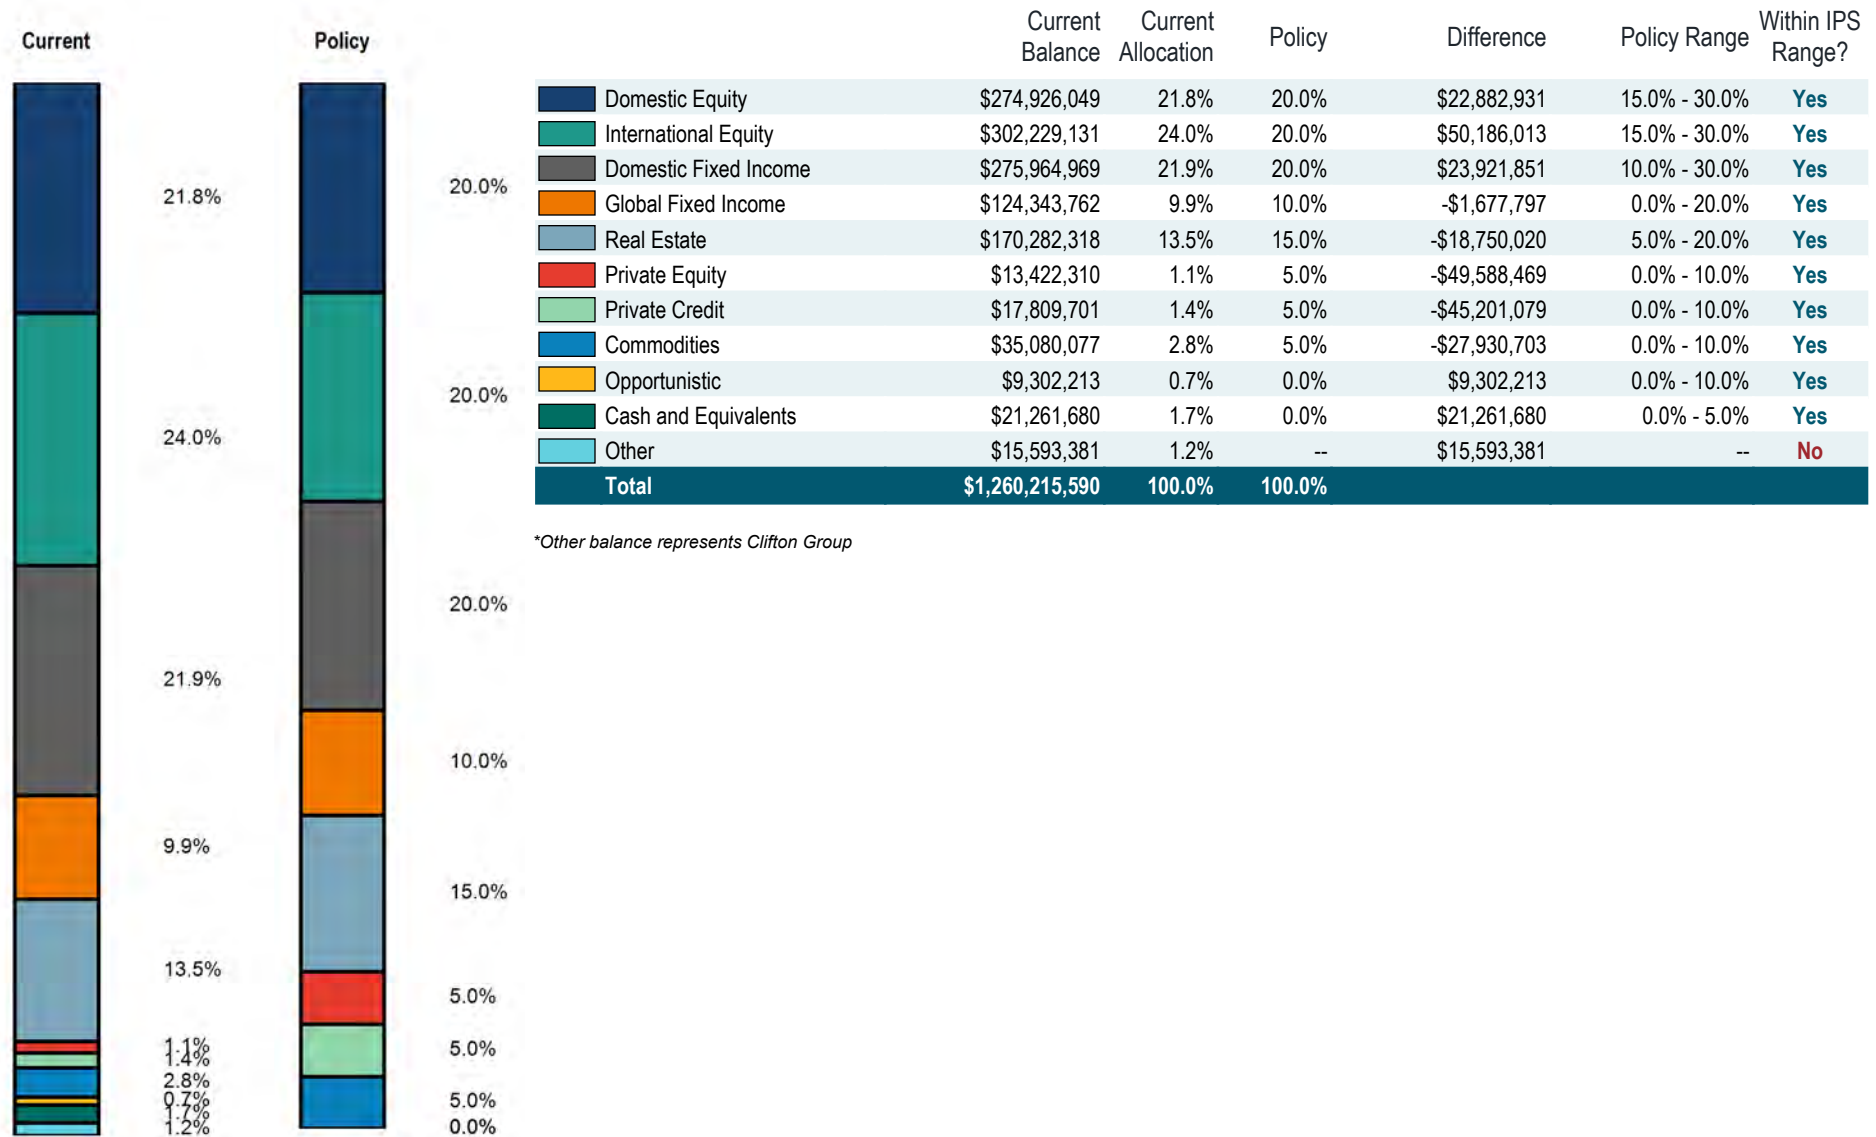 Current
21.8%
24.0%
21.9%
9.9%
13.5%
1.1%
1.4%
2.8%
0.7%
1.7%
1.2%
Policy
20.0%
20.0%
20.0%
10.0%
15.0%
5.0%
5.0%
5.0%
0.0%
Current Balance Current Allocation Policy Difference Policy Range Within IPS Range?
Domestic Equity $274,926,049 21.8% 20.0% $22,882,931 15.0% - 30.0% Yes
International Equity $302,229,131 24.0% 20.0% $50,186,013 15.0% - 30.0% Yes
Domestic Fixed Income $275,964,969 21.9% 20.0% $23,921,851 10.0% - 30.0% Yes
Global Fixed Income $124,343,762 9.9% 10.0% -$1,677,797 0.0% - 20.0% Yes
Real Estate $170,282,318 13.5% 15.0% -$18,750,020 5.0% - 20.0% Yes
Private Equity $13,422,310 1.1% 5.0% -$49,588,469 0.0% - 10.0% Yes
Private Credit $17,809,701 1.4% 5.0% -$45,201,079 0.0% - 10.0% Yes
Commodities $35,080,077 2.8% 5.0% -$27,930,703 0.0% - 10.0% Yes
Opportunistic $9,302,213 0.7% 0.0% $9,302,213 0.0% - 10.0% Yes
Cash and Equivalents $21,261,680 1.7% 0.0% $21,261,680 0.0% - 5.0% Yes
Other $15,593,381 1.2% -- $15,593,381 -- No
Total $1,260,215,590 100.0% 100.0%
*Other balance represents Clifton Group